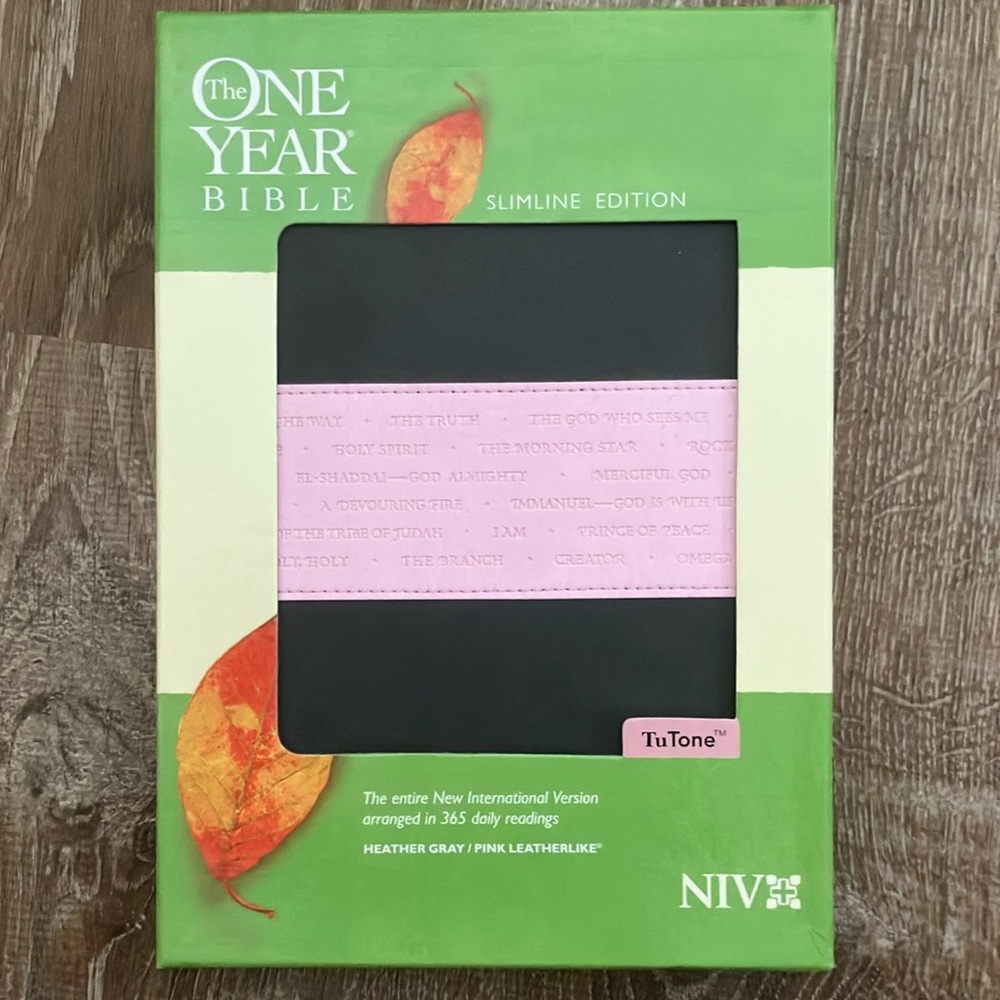 The ONE
YEAR®
BIBLE
SLIMLINE EDITION
THE WAY · THE TRUTH · THE GOD WHO SEES ME ·
· HOLY SPIRIT · THE MORNING STAR · ROCK
EL-SHADDAI—GOD ALMIGHTY · MERCIFUL GOD ·
· A DEVOURING FIRE · IMMANUEL—GOD IS WITH US
OF THE TRIBE OF JUDAH · I AM · PRINCE OF PEACE ·
LY, HOLY · THE BRANCH · CREATOR · OMEGA
TuTone™
The entire New International Version
arranged in 365 daily readings
HEATHER GRAY / PINK LEATHERLIKE®
NIV